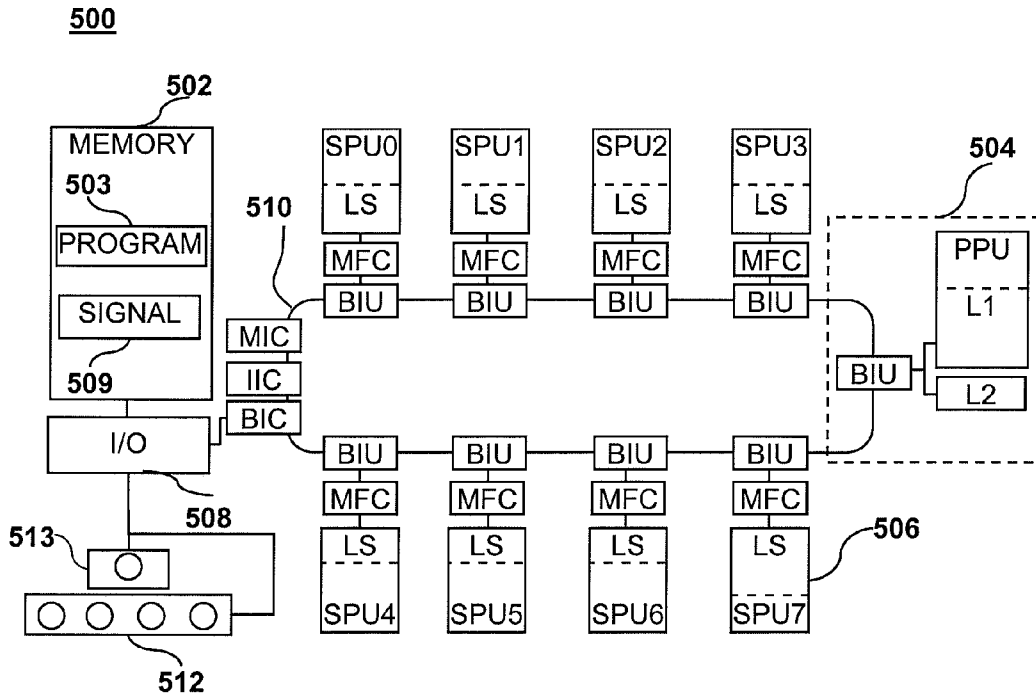 500
502
MEMORY
503
PROGRAM
SIGNAL
509
I/O
508
513
512
510
MIC
IIC
BIC
SPU0 SPU1 SPU2 SPU3
LS LS LS LS
MFC MFC MFC MFC
BIU BIU BIU BIU
504
PPU
L1
BIU
L2
BIU BIU BIU BIU
MFC MFC MFC MFC
LS LS LS LS
SPU4 SPU5 SPU6 SPU7
506